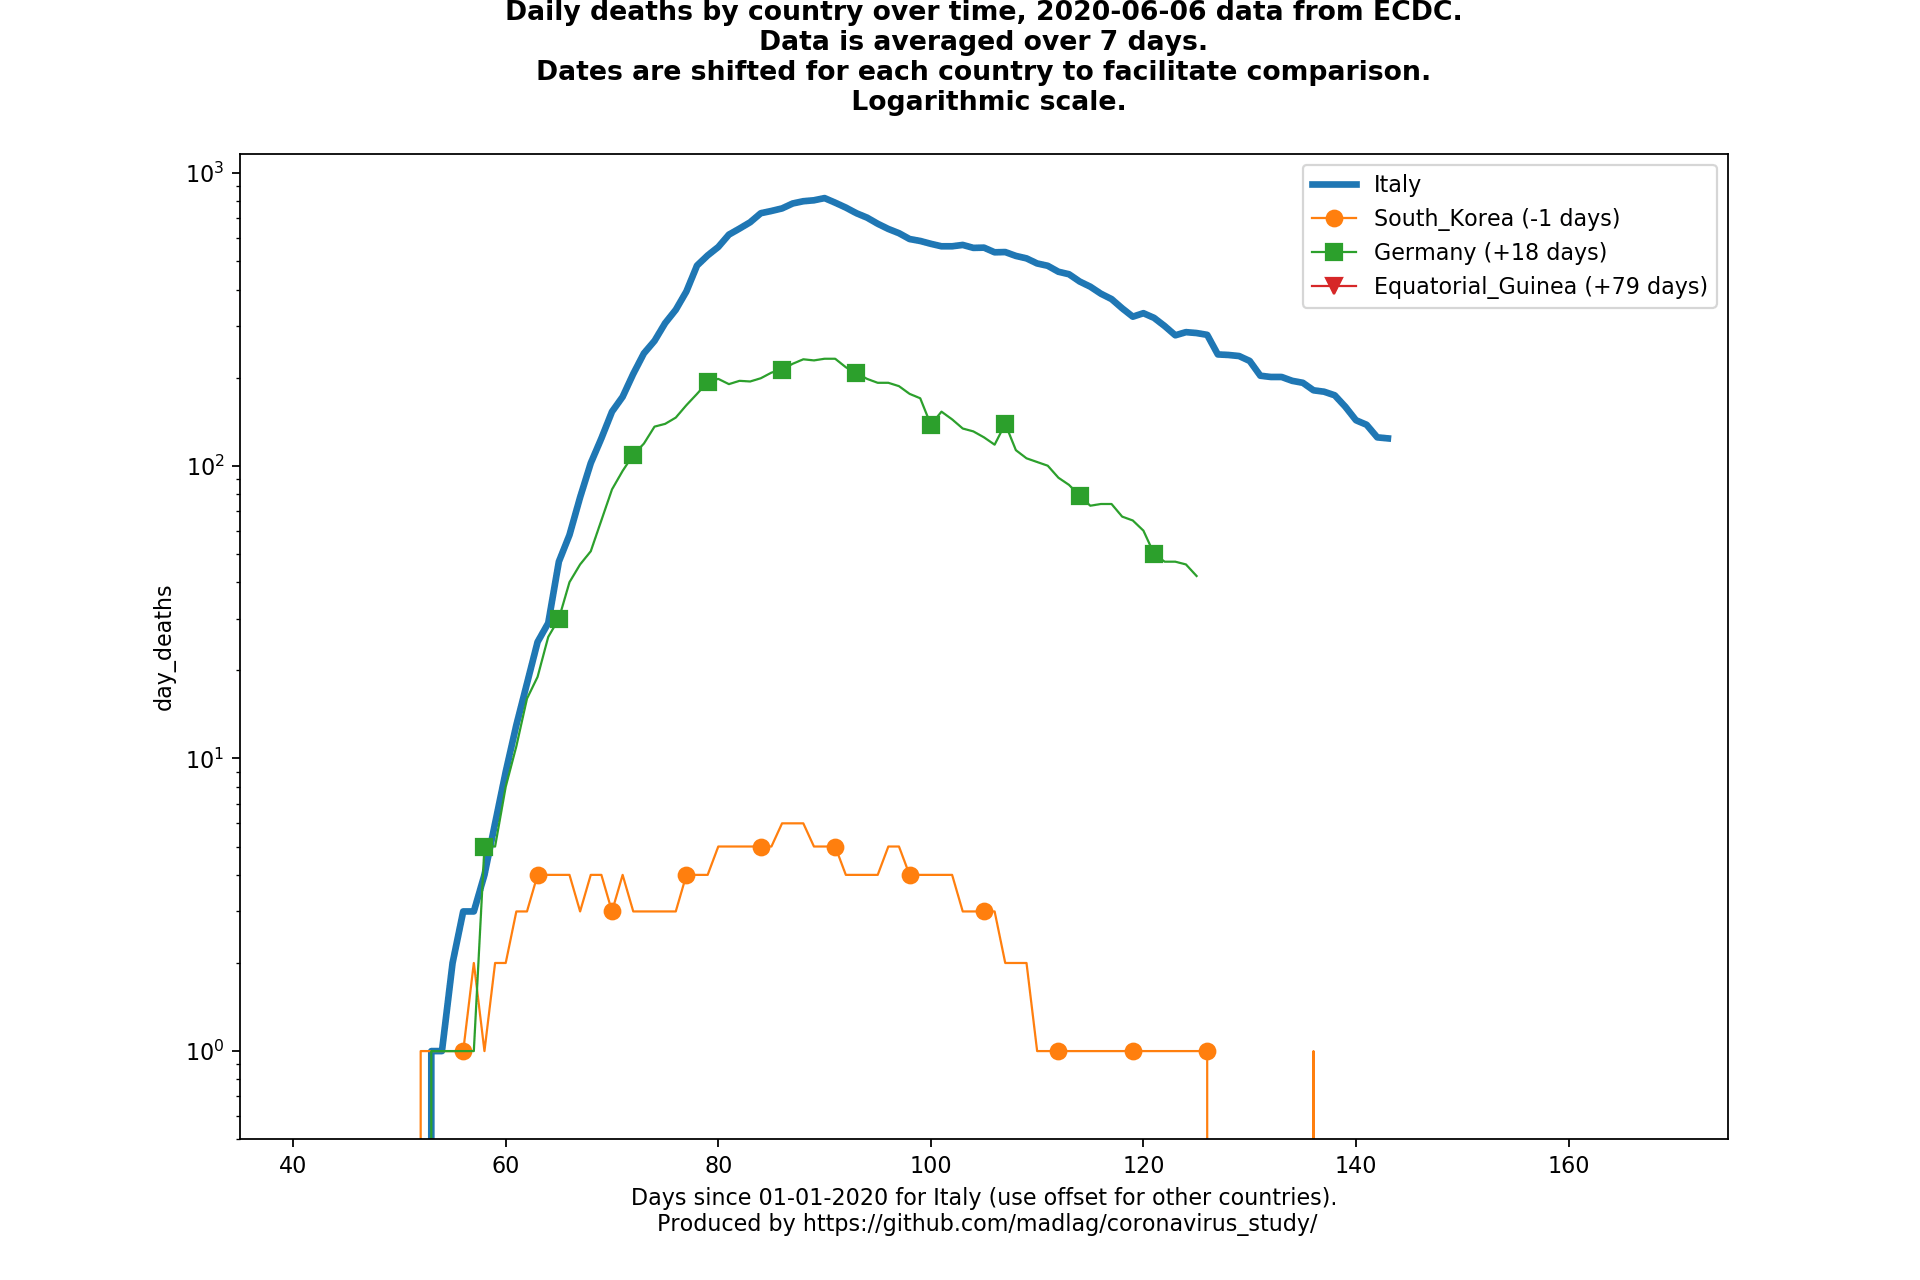 Daily deaths by country over time, 2020-06-06 data from ECDC.
Data is averaged over 7 days.
Dates are shifted for each country to facilitate comparison.
Logarithmic scale.
10³
10²
10¹
10⁰
day_deaths
Italy
South_Korea (-1 days)
Germany (+18 days)
Equatorial_Guinea (+79 days)
40 60 80 100 120 140 160
Days since 01-01-2020 for Italy (use offset for other countries).
Produced by https://github.com/madlag/coronavirus_study/